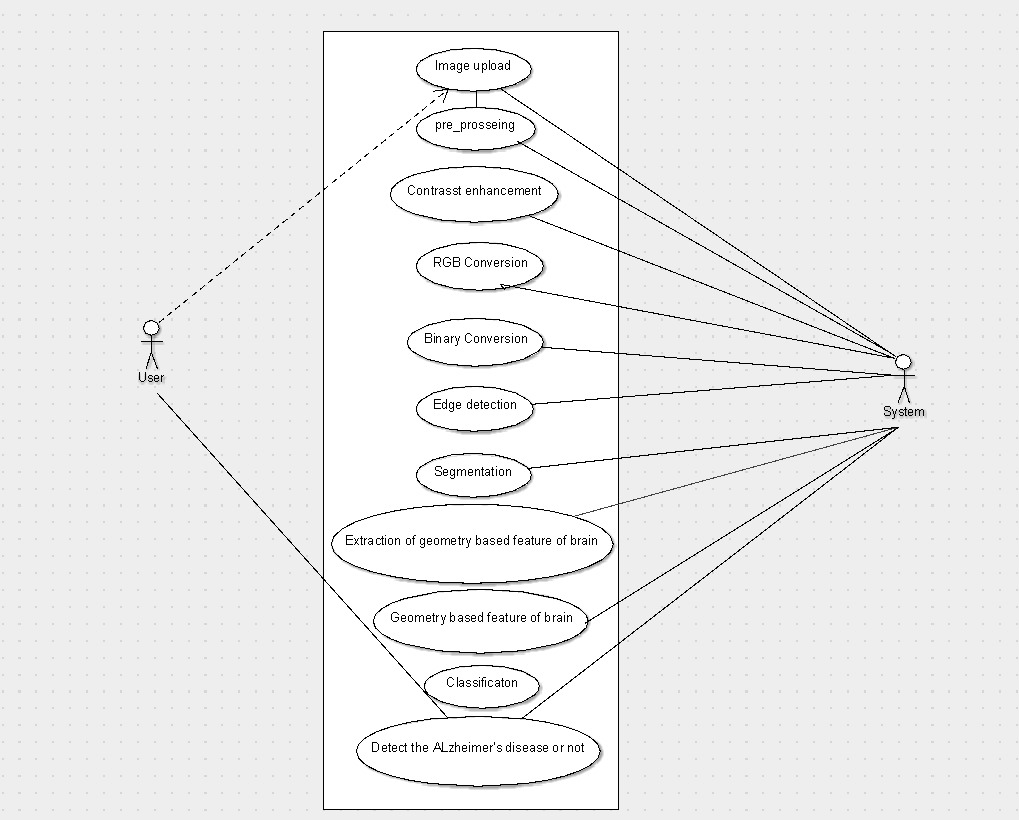 Image upload
pre_prosseing
Contrasst enhancement
RGB Conversion
Binary Conversion
User
Edge detection
System
Segmentation
Extraction of geometry based feature of brain
Geometry based feature of brain
Classificaton
Detect the ALzheimer's disease or not